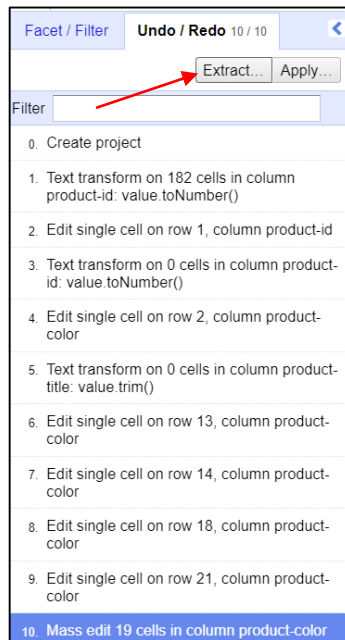 Facet / Filter Undo / Redo 10 / 10
Extract... Apply...
Filter
0. Create project
1. Text transform on 182 cells in column
product-id: value.toNumber()
2. Edit single cell on row 1, column product-id
3. Text transform on 0 cells in column product-
id: value.toNumber()
4. Edit single cell on row 2, column product-
color
5. Text transform on 0 cells in column product-
title: value.trim()
6. Edit single cell on row 13, column product-
color
7. Edit single cell on row 14, column product-
color
8. Edit single cell on row 18, column product-
color
9. Edit single cell on row 21, column product-
color
10. Mass edit 19 cells in column product-color